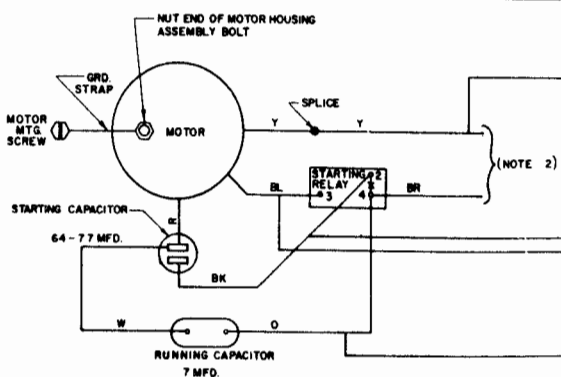 NUT END OF MOTOR HOUSING
ASSEMBLY BOLT
GRD.
STRAP
MOTOR
MTG.
SCREW
MOTOR
Y
SPLICE
Y
(NOTE 2)
STARTING
RELAY
2
3
4
BL
BR
STARTING CAPACITOR
64-77 MFD.
R
BK
W
O
RUNNING CAPACITOR
7 MFD.